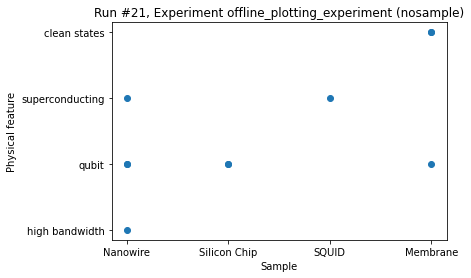 Run #21, Experiment offline_plotting_experiment (nosample)
clean states
superconducting
qubit
high bandwidth
Physical feature
Nanowire
Silicon Chip
SQUID
Membrane
Sample